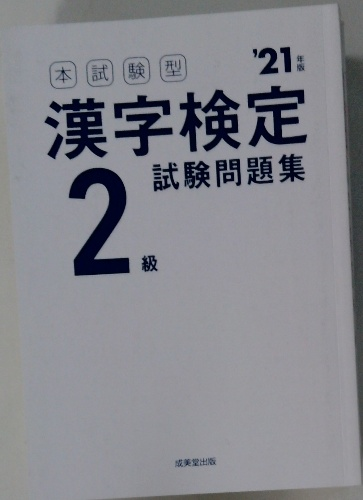 本試験型
'21年版
漢字検定
2級
試験問題集
成美堂出版